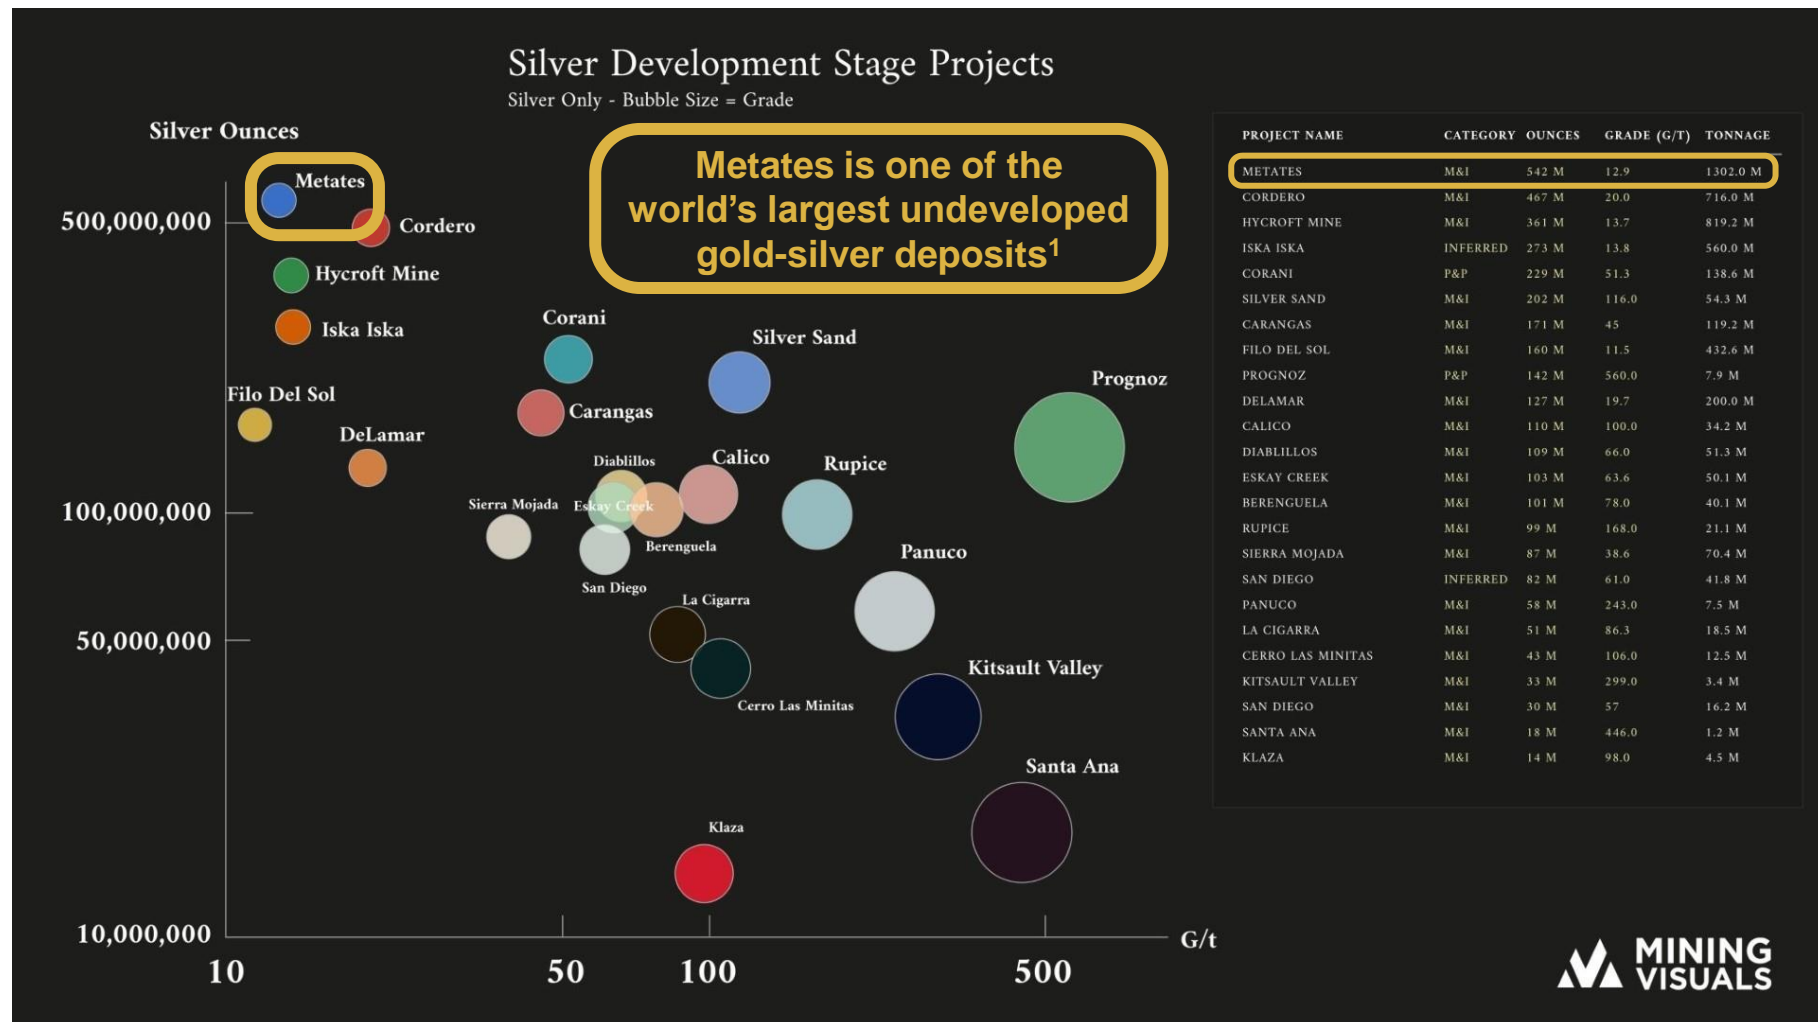 Silver Development Stage Projects
Silver Only - Bubble Size = Grade
Silver Ounces
Metates is one of the
world's largest undeveloped
gold-silver deposits¹
Metates
500,000,000
Cordero
Hycroft Mine
Iska Iska
Corani
Silver Sand
Prognoz
Filo Del Sol
Carangas
DeLamar
Diablillos
Calico
Rupice
100,000,000
Sierra Mojada
Eskay Creek
Berenguela
Panuco
San Diego
La Cigarra
50,000,000
Kitsault Valley
Cerro Las Minitas
Santa Ana
Klaza
10,000,000
G/t
10 50 100 500
PROJECT NAME CATEGORY OUNCES GRADE (G/T) TONNAGE
METATES M&I 542 M 12.9 1302.0 M
CORDERO M&I 467 M 20.0 716.0 M
HYCROFT MINE M&I 361 M 13.7 819.2 M
ISKA ISKA INFERRED 273 M 13.8 560.0 M
CORANI P&P 229 M 51.3 138.6 M
SILVER SAND M&I 202 M 116.0 54.3 M
CARANGAS M&I 171 M 45 119.2 M
FILO DEL SOL M&I 160 M 11.5 432.6 M
PROGNOZ P&P 142 M 560.0 7.9 M
DELAMAR M&I 127 M 19.7 200.0 M
CALICO M&I 110 M 100.0 34.2 M
DIABLILLOS M&I 109 M 66.0 51.3 M
ESKAY CREEK M&I 103 M 63.6 50.1 M
BERENGUELA M&I 101 M 78.0 40.1 M
RUPICE M&I 99 M 168.0 21.1 M
SIERRA MOJADA M&I 87 M 38.6 70.4 M
SAN DIEGO INFERRED 82 M 61.0 41.8 M
PANUCO M&I 58 M 243.0 7.5 M
LA CIGARRA M&I 51 M 86.3 18.5 M
CERRO LAS MINITAS M&I 43 M 106.0 12.5 M
KITSAULT VALLEY M&I 33 M 299.0 3.4 M
SAN DIEGO M&I 30 M 57 16.2 M
SANTA ANA M&I 18 M 446.0 1.2 M
KLAZA M&I 14 M 98.0 4.5 M
MINING
VISUALS